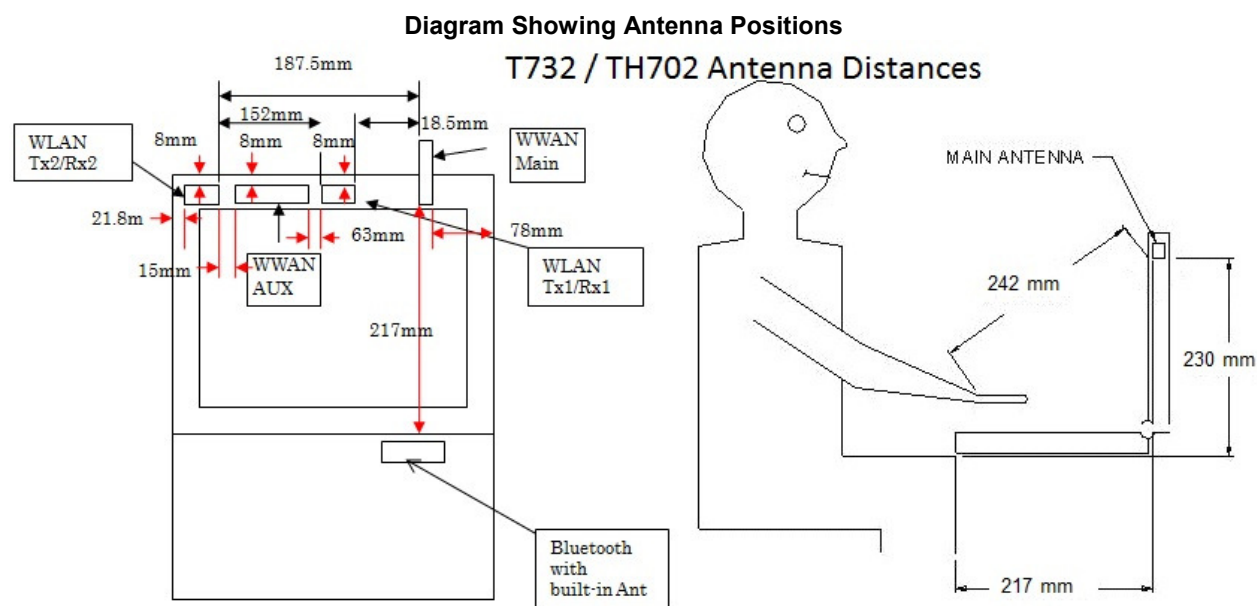 Diagram Showing Antenna Positions
T732 / TH702 Antenna Distances
187.5mm
152mm
18.5mm
8mm
8mm
8mm
WLAN
Tx2/Rx2
WWAN
Main
21.8m
63mm
78mm
15mm
WWAN
AUX
WLAN
Tx1/Rx1
217mm
Bluetooth
with
built-in Ant
MAIN ANTENNA
242 mm
230 mm
217 mm